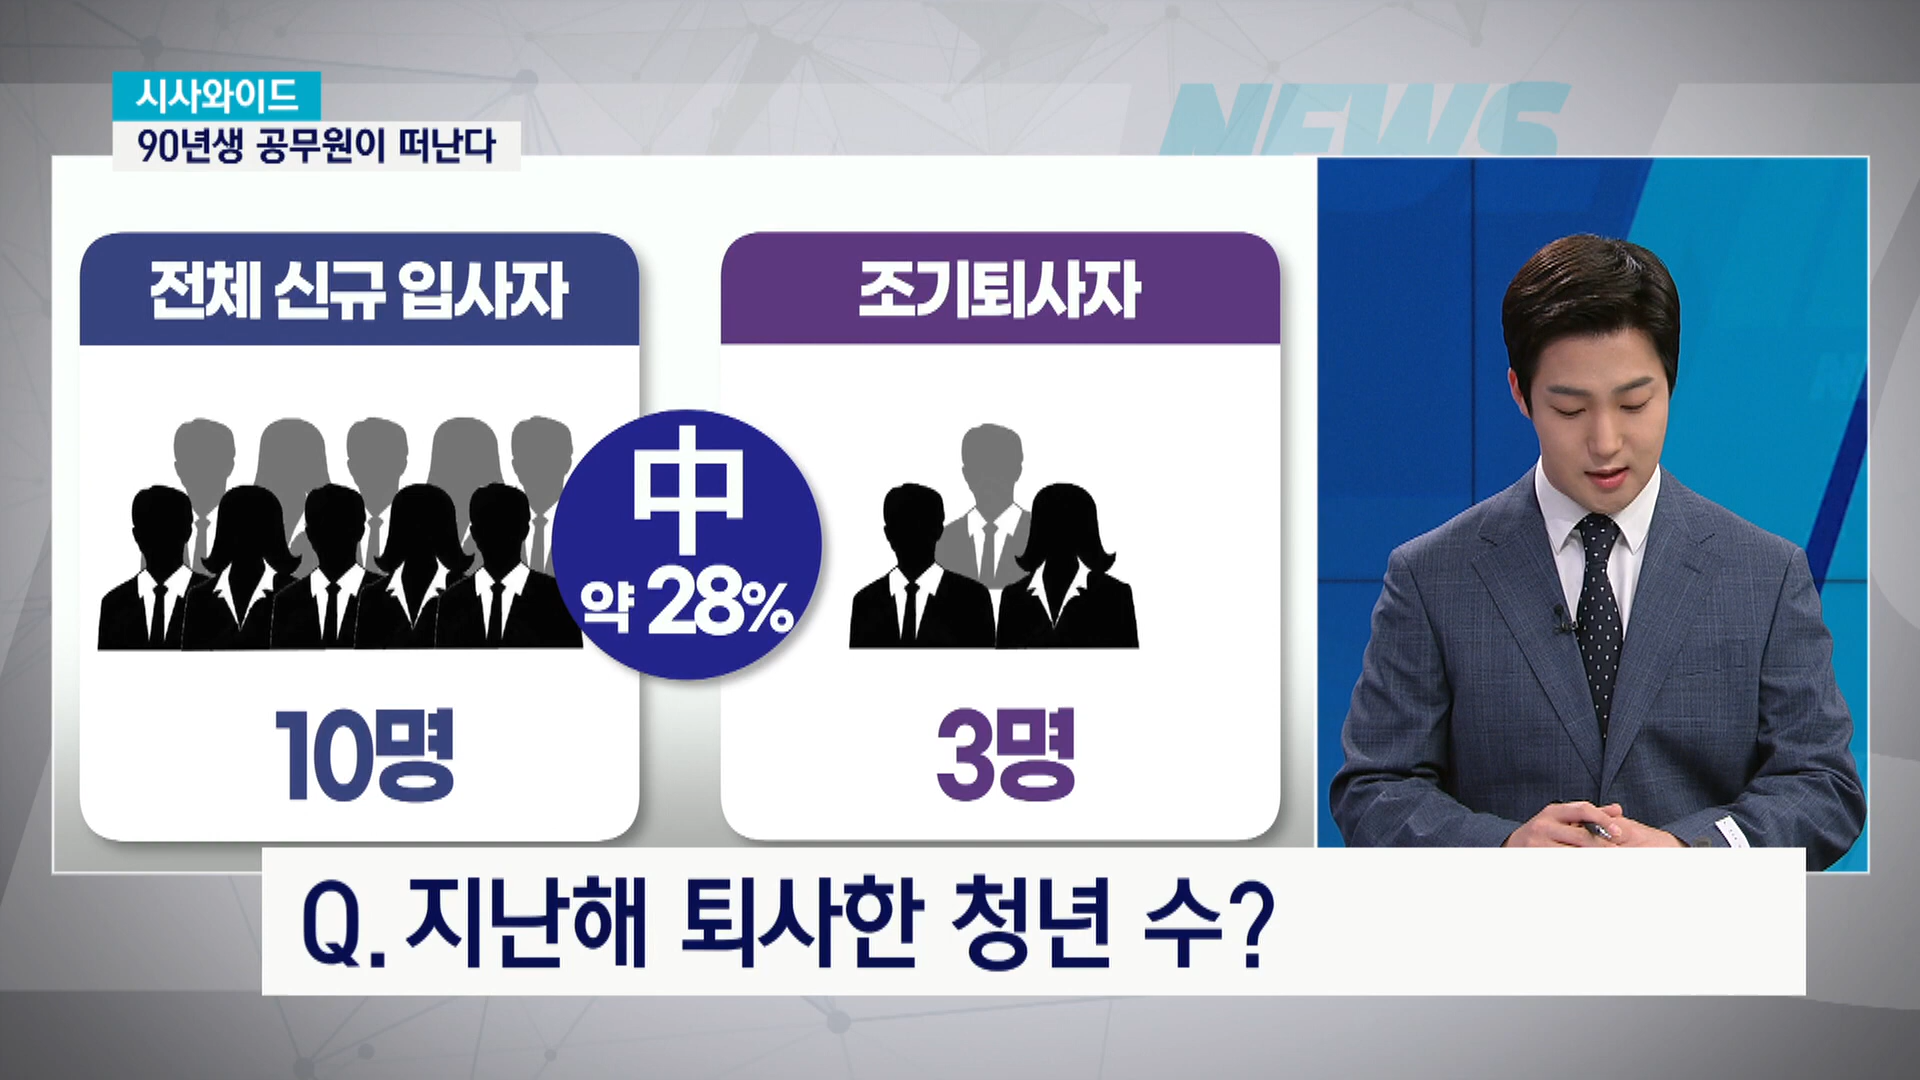 시사와이드
90년생 공무원이 떠난다
NEWS
전체 신규 입사자
조기퇴사자
中
약 28%
10명
3명
Q. 지난해 퇴사한 청년 수?